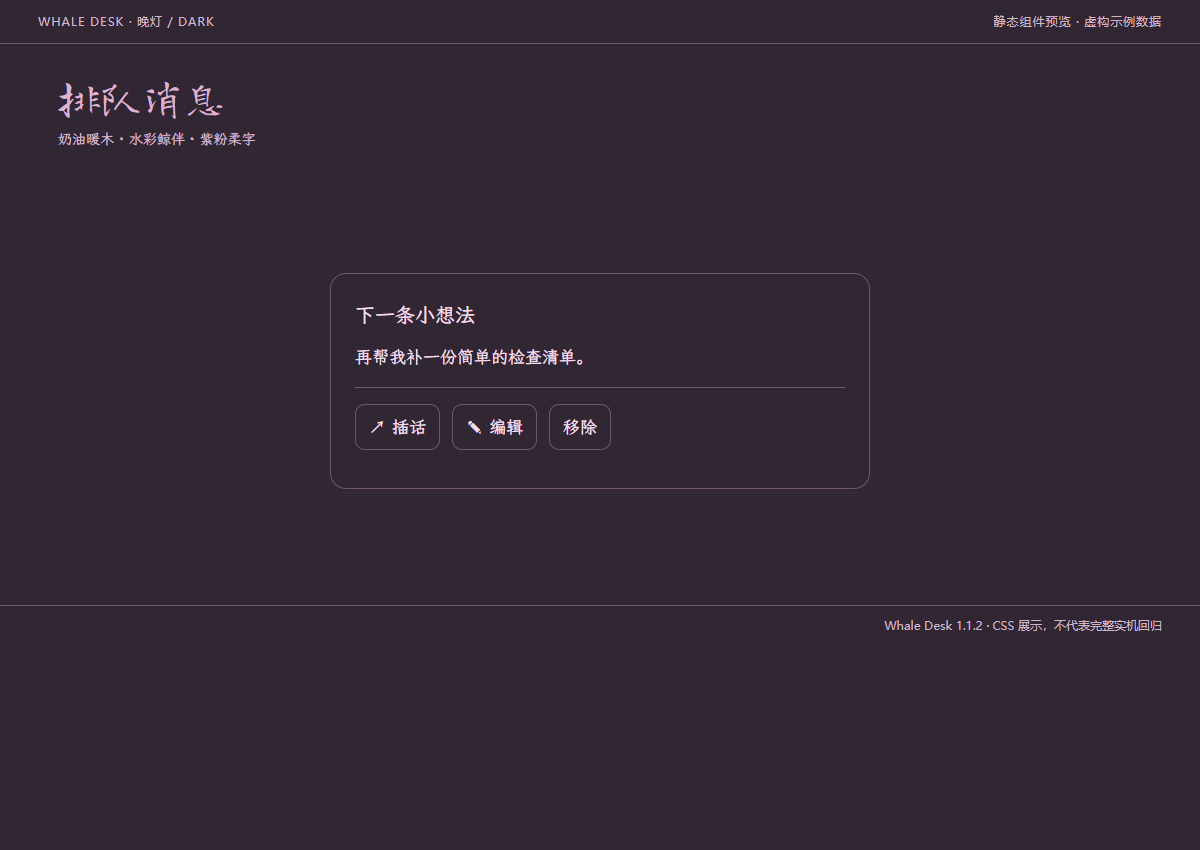 WHALE DESK · 晚灯 / DARK
静态组件预览 · 虚构示例数据
排队消息
奶油暖木 · 水彩鲸伴 · 紫粉柔字
下一条小想法
再帮我补一份简单的检查清单。
↗ 插话 ✎ 编辑 移除
Whale Desk 1.1.2 · CSS 展示，不代表完整实机回归